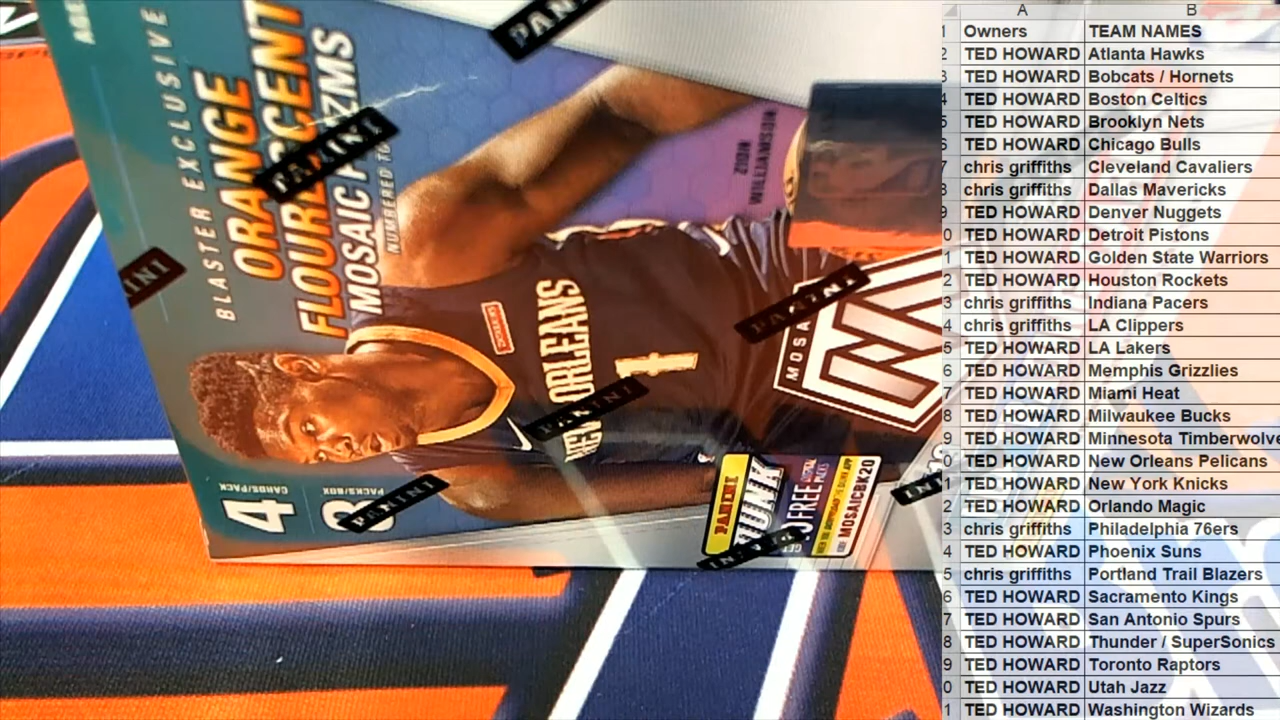 BLASTER EXCLUSIVE
ORANGE
MOSAIC
NUMBERED TO
4
CARDS/PACK
PACKS/BOX
ZION
WILLIAMSON
NEW ORLEANS
1
PANINI
PANINI
PANINI
PANINI
PANINI
PANINI
PANINI
FREE
MOSAICBK20
A B
Owners TEAM NAMES
TED HOWARD Atlanta Hawks
TED HOWARD Bobcats / Hornets
TED HOWARD Boston Celtics
TED HOWARD Brooklyn Nets
TED HOWARD Chicago Bulls
chris griffiths Cleveland Cavaliers
chris griffiths Dallas Mavericks
TED HOWARD Denver Nuggets
TED HOWARD Detroit Pistons
TED HOWARD Golden State Warriors
TED HOWARD Houston Rockets
chris griffiths Indiana Pacers
chris griffiths LA Clippers
TED HOWARD LA Lakers
TED HOWARD Memphis Grizzlies
TED HOWARD Miami Heat
TED HOWARD Milwaukee Bucks
TED HOWARD Minnesota Timberwolve
TED HOWARD New Orleans Pelicans
TED HOWARD New York Knicks
TED HOWARD Orlando Magic
chris griffiths Philadelphia 76ers
TED HOWARD Phoenix Suns
chris griffiths Portland Trail Blazers
TED HOWARD Sacramento Kings
TED HOWARD San Antonio Spurs
TED HOWARD Thunder / SuperSonics
TED HOWARD Toronto Raptors
TED HOWARD Utah Jazz
TED HOWARD Washington Wizards